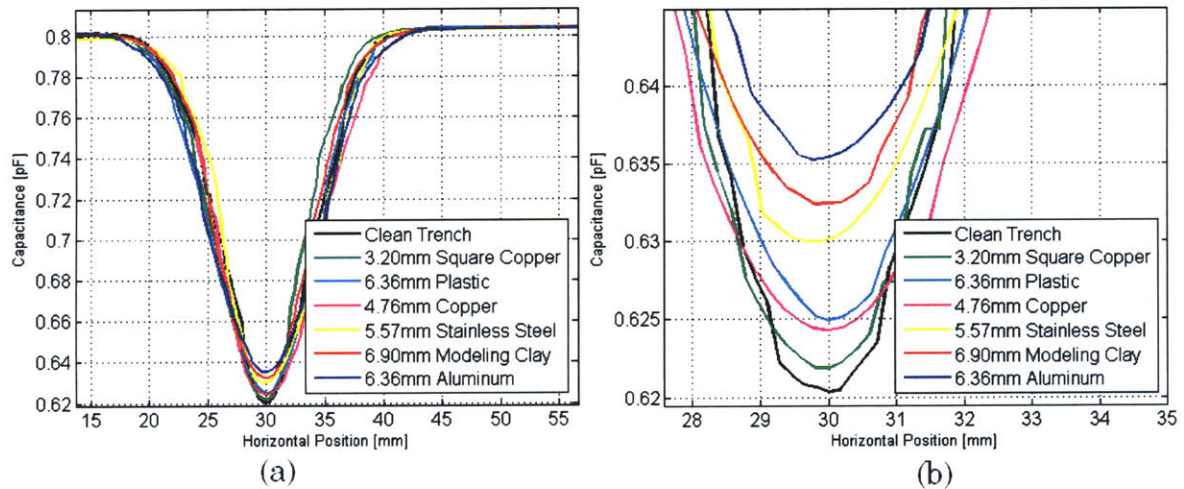 0.8
0.78
0.76
0.74
0.72
0.7
0.68
0.66
0.64
0.62
Capacitance [pF]
Clean Trench
3.20mm Square Copper
6.36mm Plastic
4.76mm Copper
5.57mm Stainless Steel
6.90mm Modeling Clay
6.36mm Aluminum
15 20 25 30 35 40 45 50 55
Horizontal Position [mm]
(a)
0.64
0.635
0.63
0.625
0.62
Capacitance [pF]
Clean Trench
3.20mm Square Copper
6.36mm Plastic
4.76mm Copper
5.57mm Stainless Steel
6.90mm Modeling Clay
6.36mm Aluminum
28 29 30 31 32 33 34 35
Horizontal Position [mm]
(b)